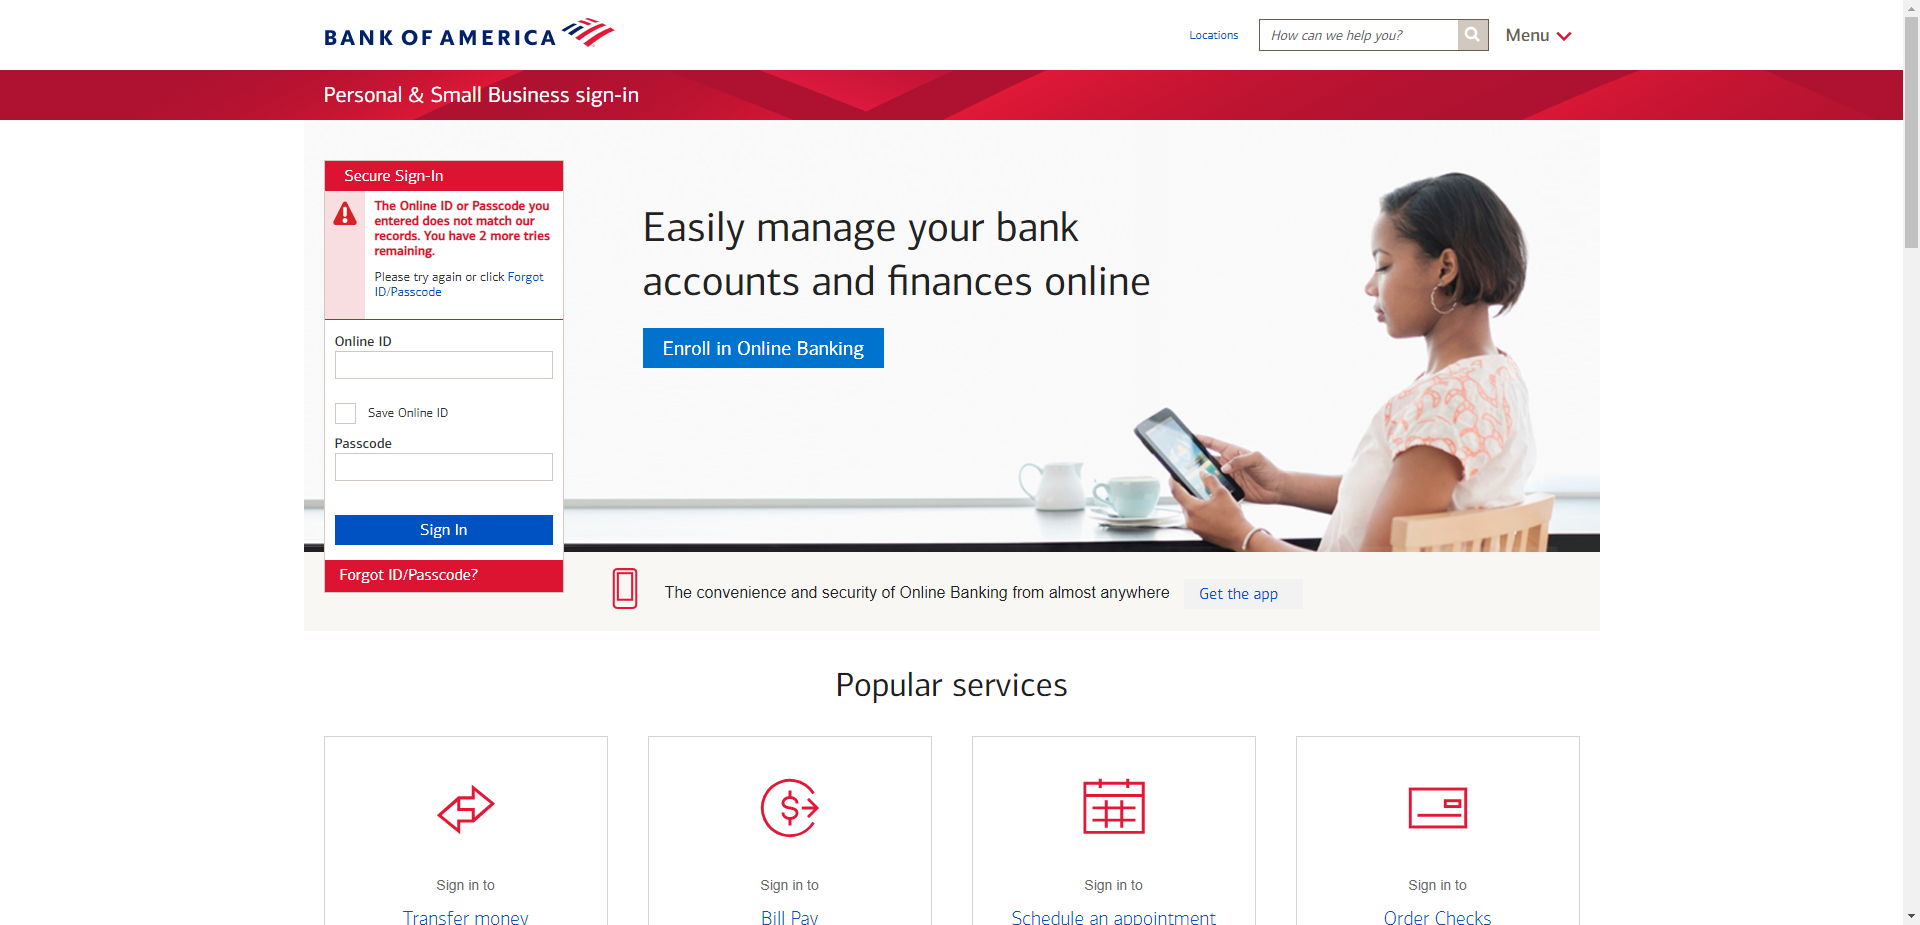 BANK OF AMERICA
Locations
How can we help you?
Menu
Personal & Small Business sign-in
Secure Sign-In
The Online ID or Passcode you
entered does not match our
records. You have 2 more tries
remaining.
Please try again or click Forgot
ID/Passcode
Online ID
Save Online ID
Passcode
Sign In
Forgot ID/Passcode?
Easily manage your bank
accounts and finances online
Enroll in Online Banking
The convenience and security of Online Banking from almost anywhere
Get the app
Popular services
Sign in to
Transfer money
Sign in to
Bill Pay
Sign in to
Schedule an appointment
Sign in to
Order Checks